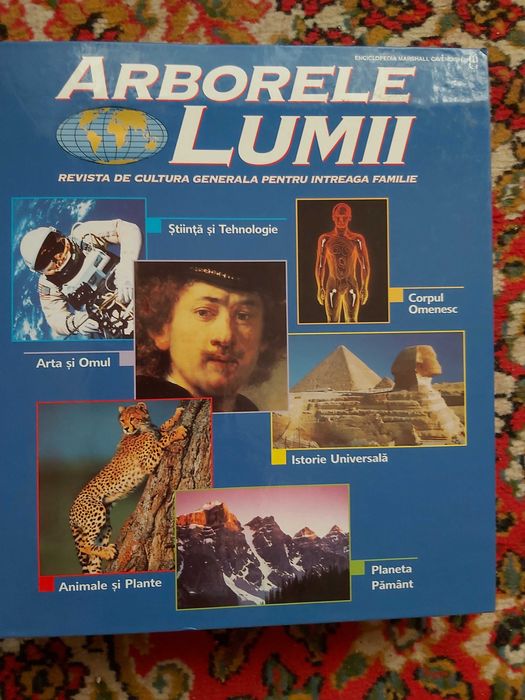 ENCICLOPEDIA MARSHALL CAVENDISH
ARBORELE
LUMII
REVISTA DE CULTURA GENERALA PENTRU INTREAGA FAMILIE
Știință și Tehnologie
Corpul
Omenesc
Arta și Omul
Istorie Universală
Animale și Plante
Planeta
Pământ